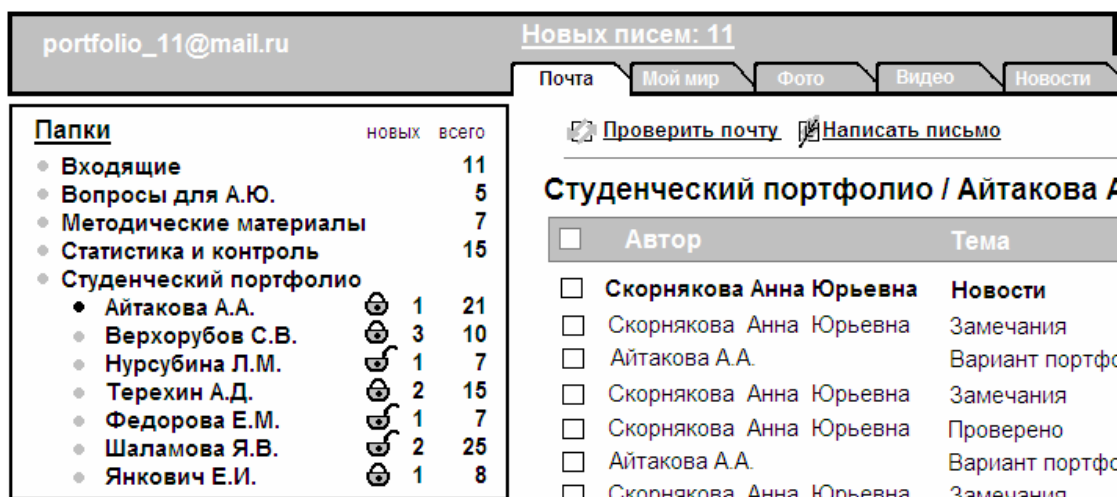 portfolio_11@mail.ru
Новых писем: 11
Почта Мой мир Фото Видео Новости
Папки новых всего
Входящие 11
Вопросы для А.Ю. 5
Методические материалы 7
Статистика и контроль 15
Студенческий портфолио
Айтакова А.А. 1 21
Верхорубов С.В. 3 10
Нурсубина Л.М. 1 7
Терехин А.Д. 2 15
Федорова Е.М. 1 7
Шаламова Я.В. 2 25
Янкович Е.И. 1 8
Проверить почту Написать письмо
Студенческий портфолио / Айтакова А
Автор Тема
Скорнякова Анна Юрьевна Новости
Скорнякова Анна Юрьевна Замечания
Айтакова А.А. Вариант портфо
Скорнякова Анна Юрьевна Замечания
Скорнякова Анна Юрьевна Проверено
Айтакова А.А. Вариант портфо
Скорнякова Анна Юрьевна Замечания